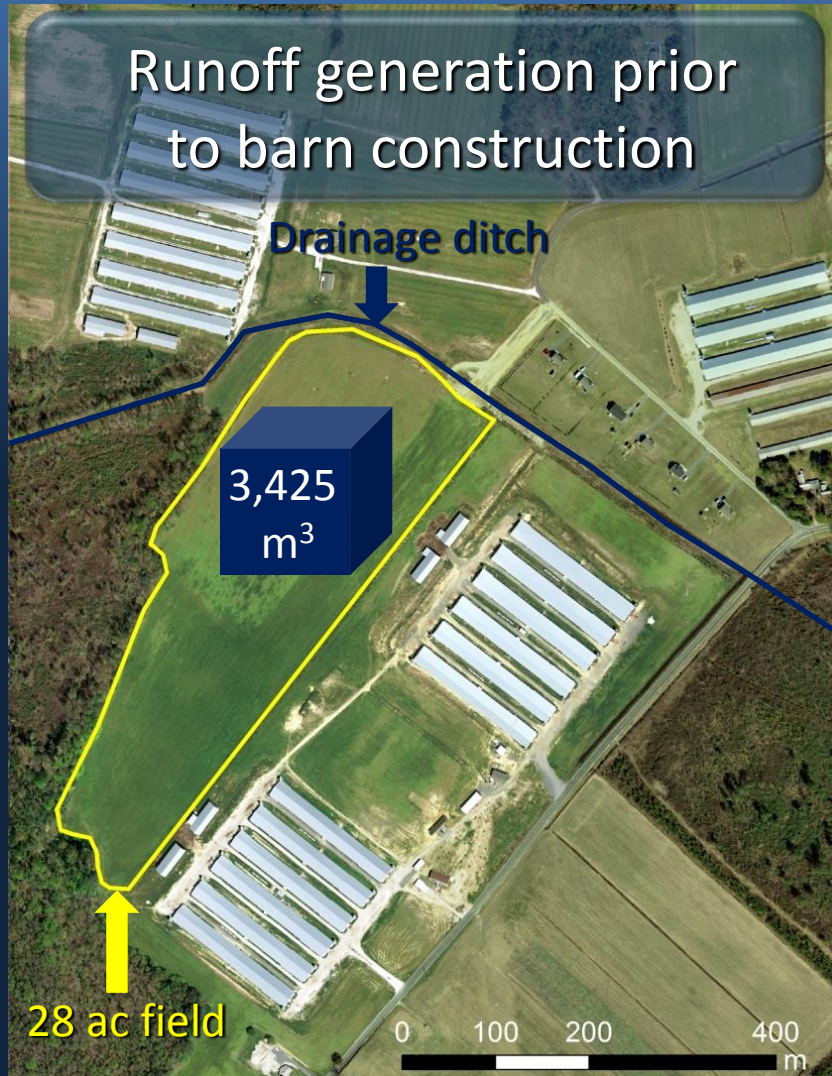 Runoff generation prior
to barn construction
Drainage ditch
3,425
m³
28 ac field
0 100 200 400
m